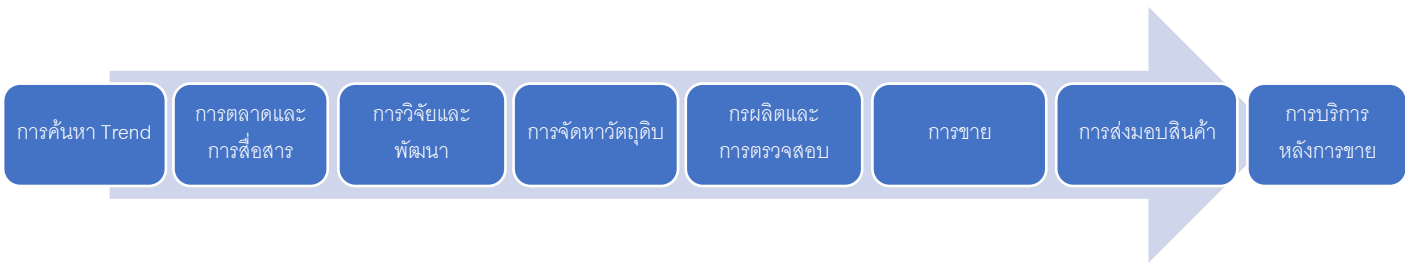 การค้นหา Trend
การตลาดและ
การสื่อสาร
การวิจัยและ
พัฒนา
การจัดหาวัตถุดิบ
กรผลิตและ
การตรวจสอบ
การขาย
การส่งมอบสินค้า
การบริการ
หลังการขาย